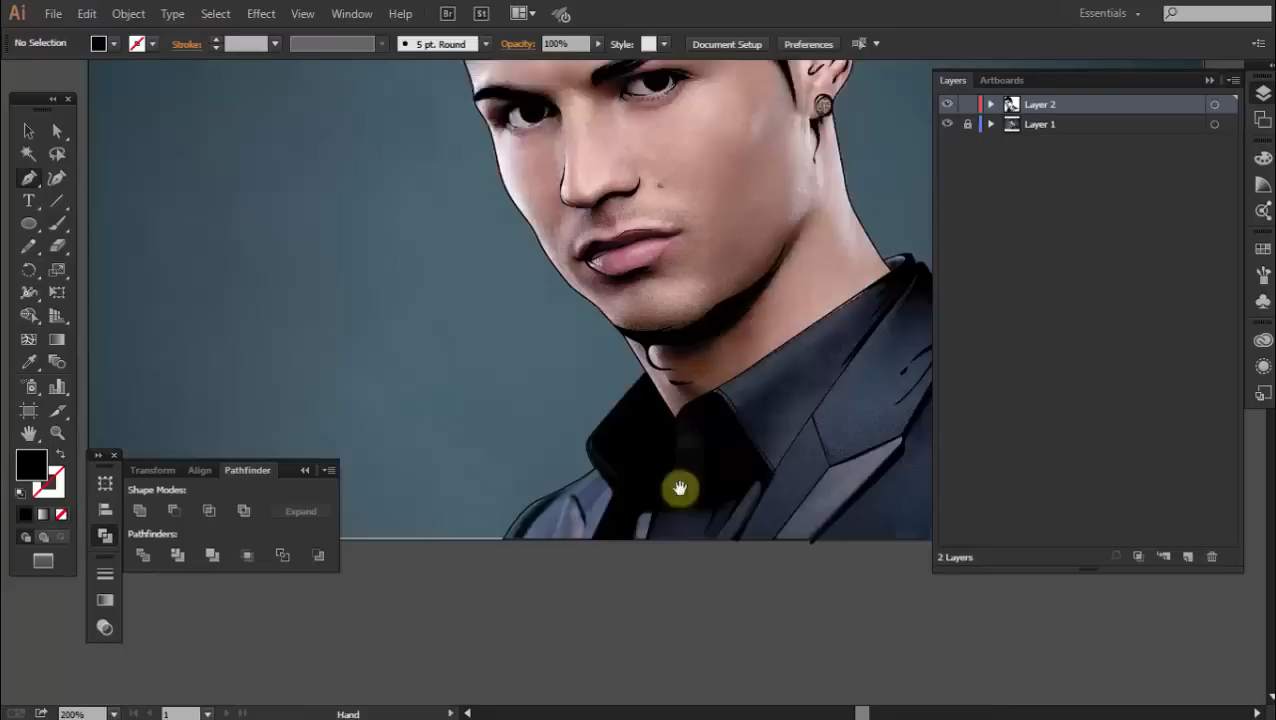 Ai File Edit Object Type Select Effect View Window Help Br St Essentials
No Selection Stroke: 5 pt. Round Opacity: 100% Style: Document Setup Preferences
Layers Artboards
Layer 2
Layer 1
T
Transform Align Pathfinder
Shape Modes:
Expand
Pathfinders:
2 Layers
200% 1 Hand